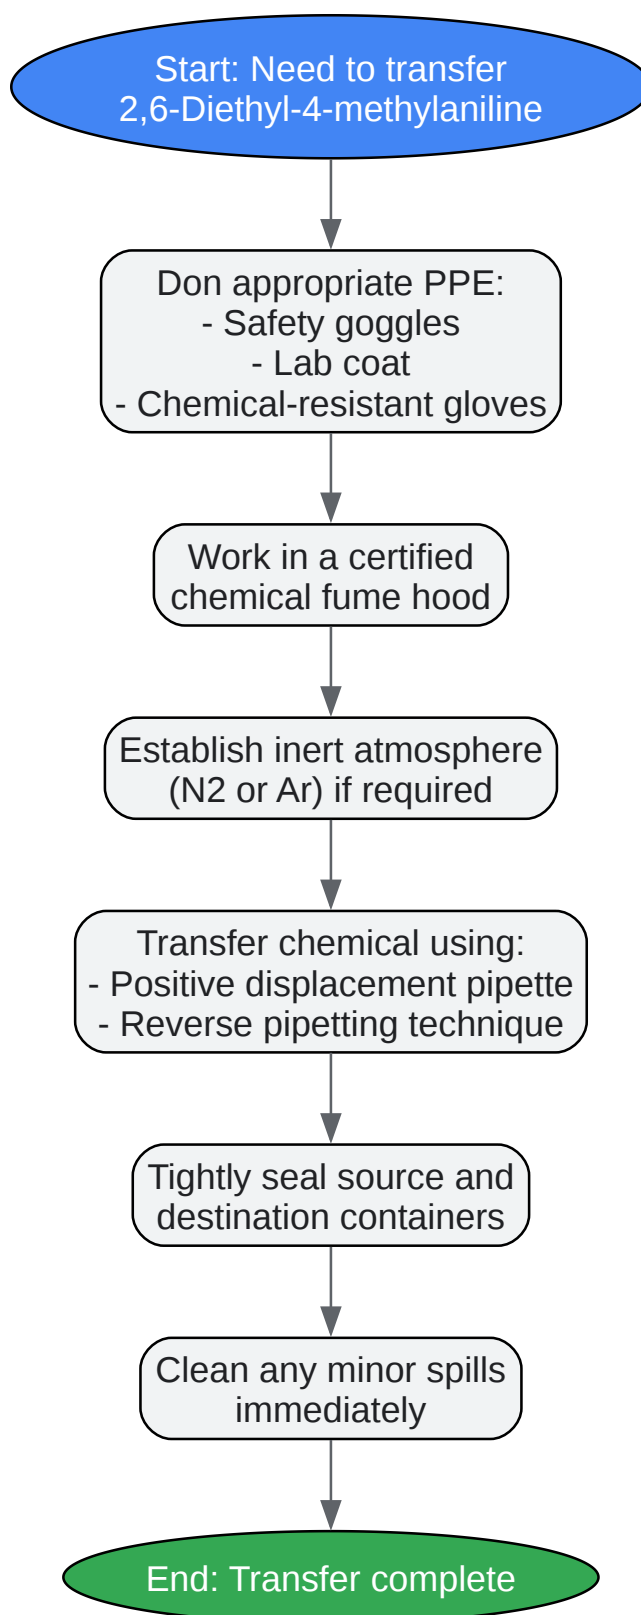 Start: Need to transfer
2,6-Diethyl-4-methylaniline
Don appropriate PPE:
- Safety goggles
- Lab coat
- Chemical-resistant gloves
Work in a certified
chemical fume hood
Establish inert atmosphere
(N2 or Ar) if required
Transfer chemical using:
- Positive displacement pipette
- Reverse pipetting technique
Tightly seal source and
destination containers
Clean any minor spills
immediately
End: Transfer complete